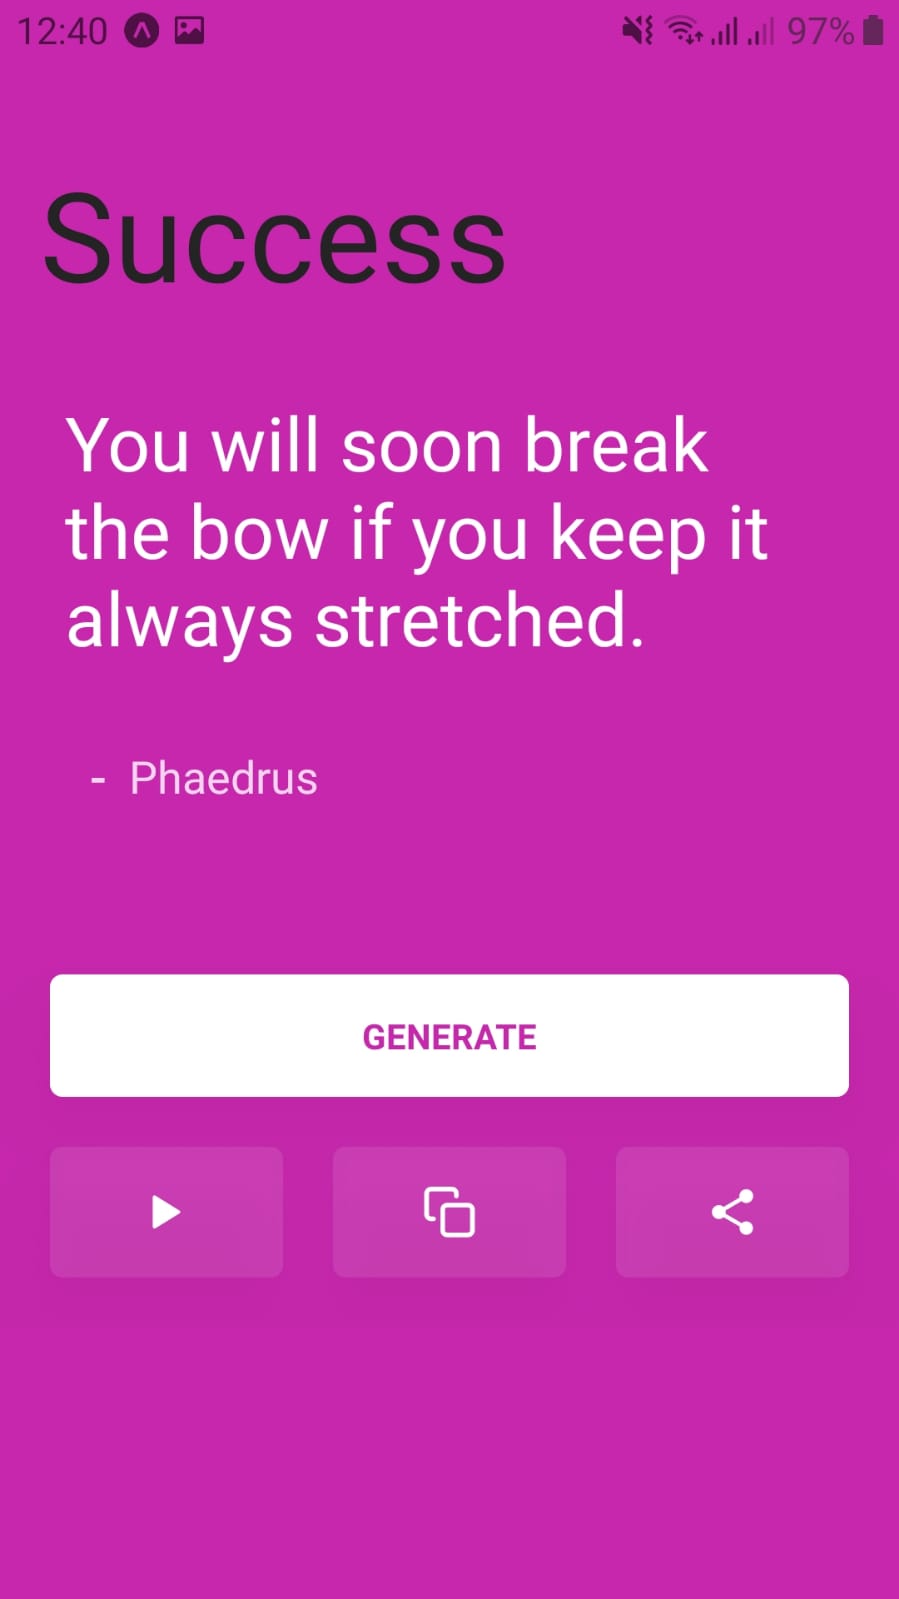 12:40 97%
Success
You will soon break
the bow if you keep it
always stretched.
- Phaedrus
GENERATE